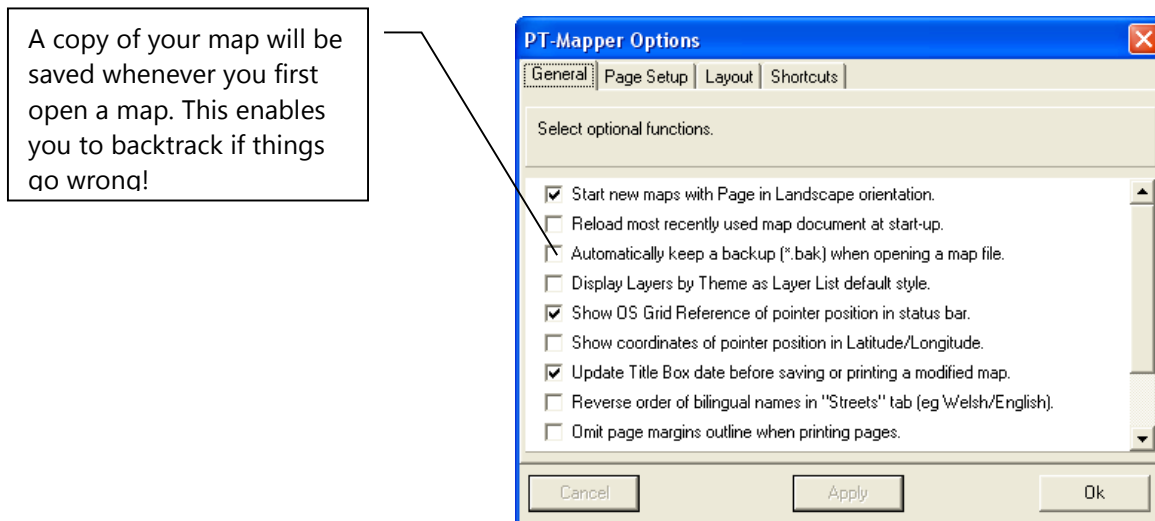 A copy of your map will be
saved whenever you first
open a map. This enables
you to backtrack if things
go wrong!
PT-Mapper Options
General
Page Setup
Layout
Shortcuts
Select optional functions.
Start new maps with Page in Landscape orientation.
Reload most recently used map document at start-up.
Automatically keep a backup (*.bak) when opening a map file.
Display Layers by Theme as Layer List default style.
Show OS Grid Reference of pointer position in status bar.
Show coordinates of pointer position in Latitude/Longitude.
Update Title Box date before saving or printing a modified map.
Reverse order of bilingual names in "Streets" tab (eg Welsh/English).
Omit page margins outline when printing pages.
Cancel
Apply
Ok